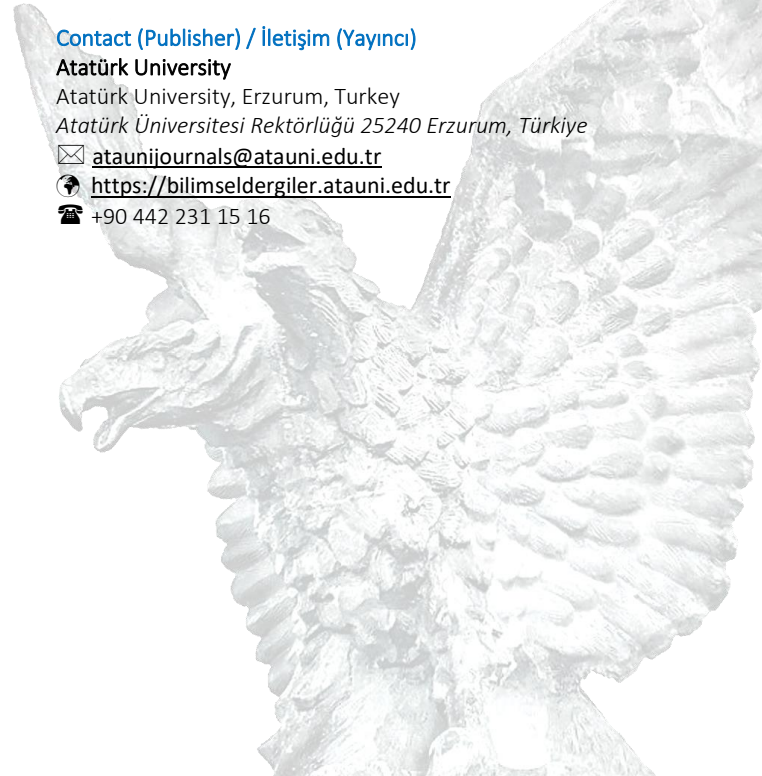 Contact (Publisher) / İletişim (Yayıncı)
Atatürk University
Atatürk University, Erzurum, Turkey
Atatürk Üniversitesi Rektörlüğü 25240 Erzurum, Türkiye
ataunijournals@atauni.edu.tr
https://bilimseldergiler.atauni.edu.tr
+90 442 231 15 16